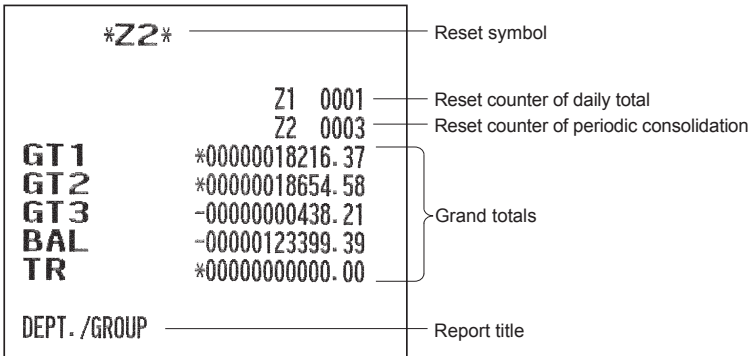 *Z2* Reset symbol
Z1 0001 Reset counter of daily total
Z2 0003 Reset counter of periodic consolidation
GT1 *00000018216.37
GT2 *00000018654.58
GT3 -00000000438.21
Grand totals
BAL -00000123399.39
TR *00000000000.00
DEPT./GROUP Report title